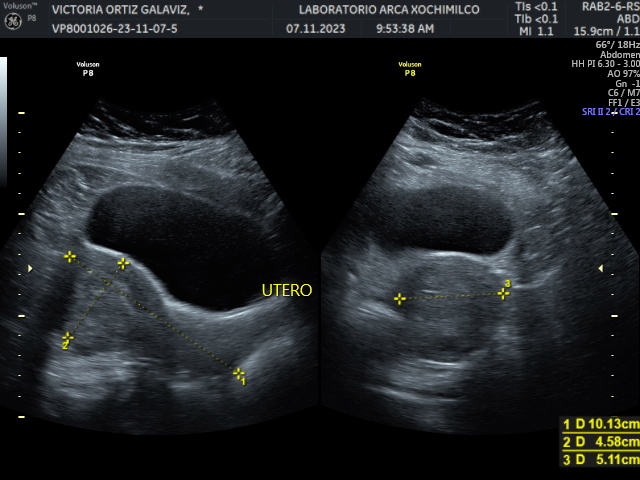 Voluson™
P8
VICTORIA ORTIZ GALAVIZ, *
LABORATORIO ARCA XOCHIMILCO
TIs <0.1
RAB2-6-RS
VP8001026-23-11-07-5
07.11.2023
9:53:38 AM
TIb <0.1
ABD
MI 1.1
15.9cm / 1.1
66°/ 18Hz
Abdomen
HH PI 6.30 - 3.00
AO 97%
Gn -1
C6 / M7
FF1 / E3
SRI II 2 / CRI 2
Voluson
P8
Voluson
P8
UTERO
1
2
3
1 D 10.13cm
2 D 4.58cm
3 D 5.11cm